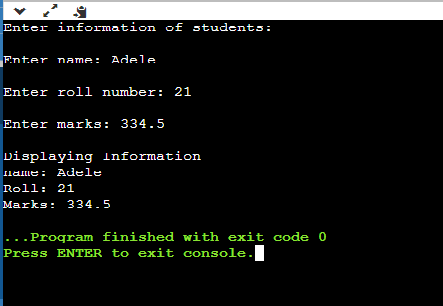 Enter information of students:
Enter name: Adele
Enter roll number: 21
Enter marks: 334.5
Displaying Information
name: Adele
Roll: 21
Marks: 334.5
...Program finished with exit code 0
Press ENTER to exit console.